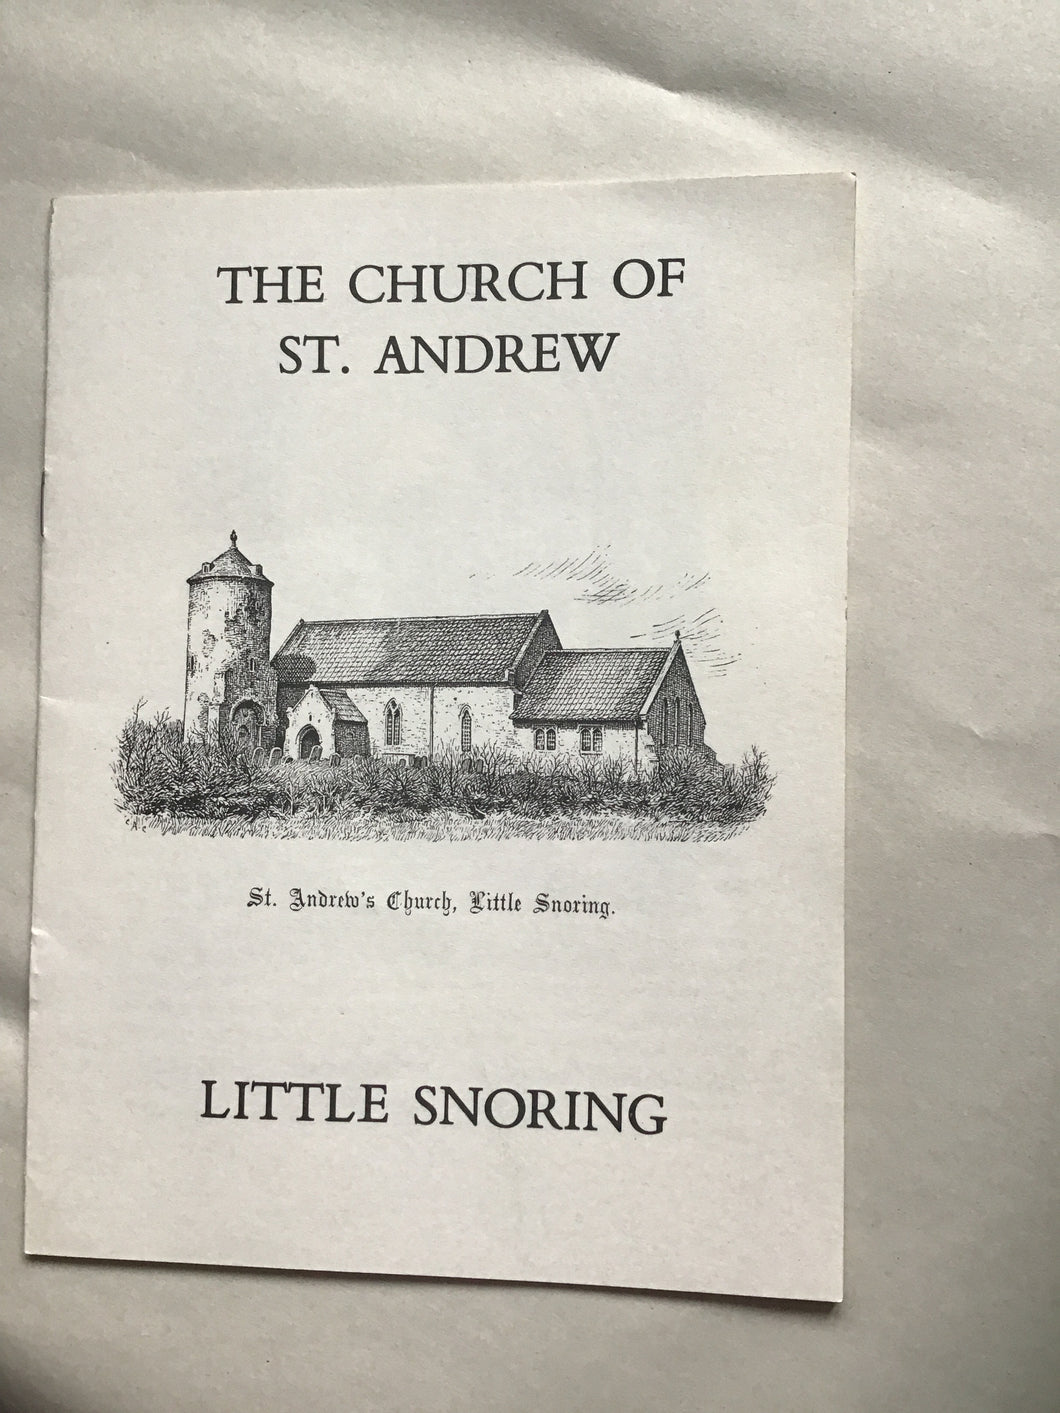 THE CHURCH OF
ST. ANDREW
St. Andrew's Church, Little Snoring.
LITTLE SNORING